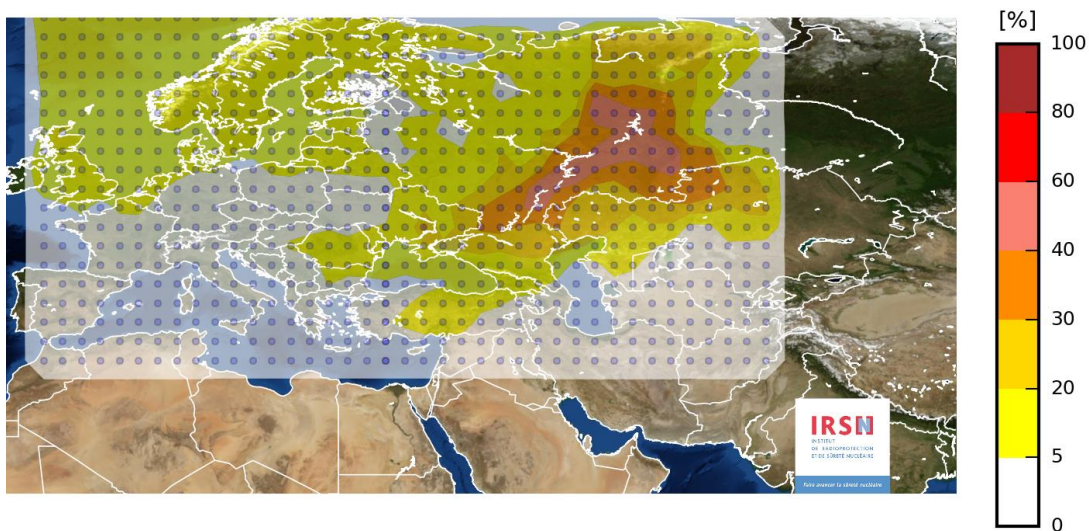 [%]
100
80
60
40
30
20
5
0
IRSN
INSTITUT
DE RADIOPROTECTION
ET DE SÛRETÉ NUCLÉAIRE
Faire avancer la sûreté nucléaire